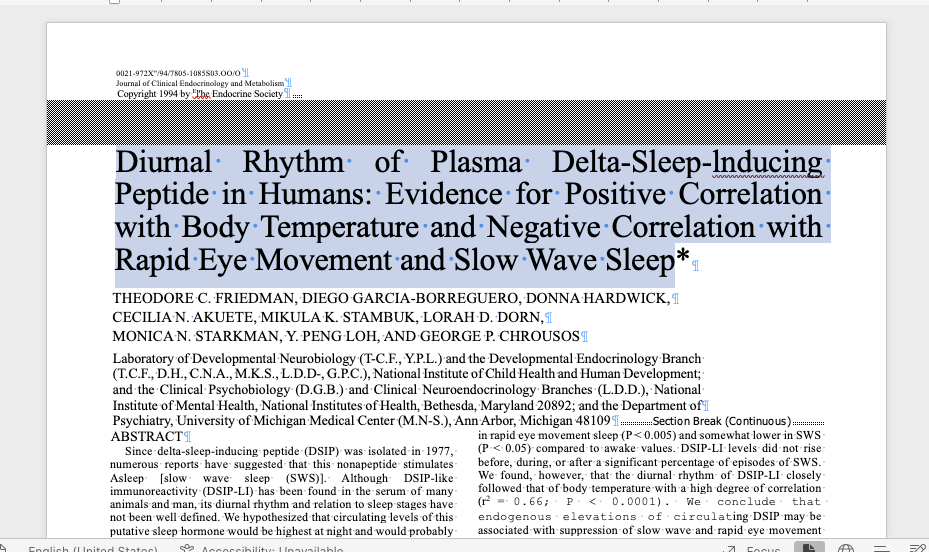 0021-972X"/94/7805-1085S03.OO/O
Journal of Clinical Endocrinology and Metabolism
Copyright 1994 by "I'he Endocrine Society
Diurnal Rhythm of Plasma Delta-Sleep-lnducing
Peptide in Humans: Evidence for Positive Correlation
with Body Temperature and Negative Correlation with
Rapid Eye Movement and Slow Wave Sleep*
THEODORE C. FRIEDMAN, DIEGO GARCIA-BORREGUERO, DONNA HARDWICK,
CECILIA N. AKUETE, MIKULA K. STAMBUK, LORAH D. DORN,
MONICA N. STARKMAN, Y. PENG LOH, AND GEORGE P. CHROUSOS
Laboratory of Developmental Neurobiology (T-C.F., Y.P.L.) and the Developmental Endocrinology Branch
(T.C.F., D.H., C.N.A., M.K.S., L.D.D-, G.P.C.), National Institute of Child Health and Human Development;
and the Clinical Psychobiology (D.G.B.) and Clinical Neuroendocrinology Branches (L.D.D.), National
Institute of Mental Health, National Institutes of Health, Bethesda, Maryland 20892; and the Department of
Psychiatry, University of Michigan Medical Center (M.N-S.), Ann Arbor, Michigan 48109
Section Break (Continuous)
ABSTRACT
Since delta-sleep-inducing peptide (DSIP) was isolated in 1977,
numerous reports have suggested that this nonapeptide stimulates
Asleep [slow wave sleep (SWS)]. Although DSIP-like
immunoreactivity (DSIP-LI) has been found in the serum of many
animals and man, its diurnal rhythm and relation to sleep stages have
not been well defined. We hypothesized that circulating levels of this
putative sleep hormone would be highest at night and would probably
in rapid eye movement sleep (P < 0.005) and somewhat lower in SWS
(P < 0.05) compared to awake values. DSIP-LI levels did not rise
before, during, or after a significant percentage of episodes of SWS.
We found, however, that the diurnal rhythm of DSIP-LI closely
followed that of body temperature with a high degree of correlation
(r² = 0.66; P < 0.0001). We conclude that
endogenous elevations of circulating DSIP may be
associated with suppression of slow wave and rapid eye movement
English (United States)
Accessibility: Unavailable
Focus